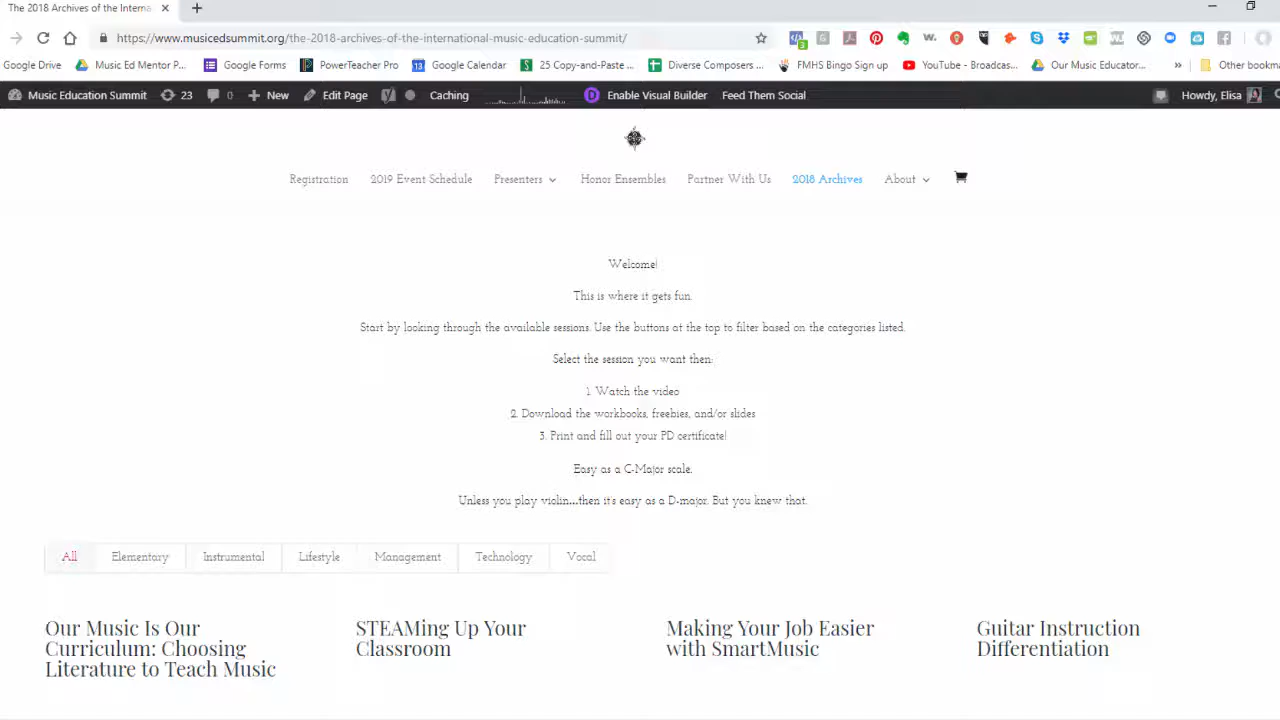 The 2018 Archives of the Interna
https://www.musicedsummit.org/the-2018-archives-of-the-international-music-education-summit/
Google Drive Music Ed Mentor P... Google Forms PowerTeacher Pro Google Calendar 25 Copy-and-Paste ... Diverse Composers ... FMHS Bingo Sign up YouTube - Broadcas... Our Music Educator... » Other bookma
Music Education Summit 23 0 New Edit Page Caching Enable Visual Builder Feed Them Social Howdy, Elisa
Registration 2019 Event Schedule Presenters Honor Ensembles Partner With Us 2018 Archives About
Welcome!
This is where it gets fun.
Start by looking through the available sessions. Use the buttons at the top to filter based on the categories listed.
Select the session you want then:
1. Watch the video
2. Download the workbooks, freebies, and/or slides
3. Print and fill out your PD certificate!
Easy as a C-Major scale.
Unless you play violin....then it's easy as a D-major. But you knew that.
All Elementary Instrumental Lifestyle Management Technology Vocal
Our Music Is Our
Curriculum: Choosing
Literature to Teach Music
STEAMing Up Your
Classroom
Making Your Job Easier
with SmartMusic
Guitar Instruction
Differentiation